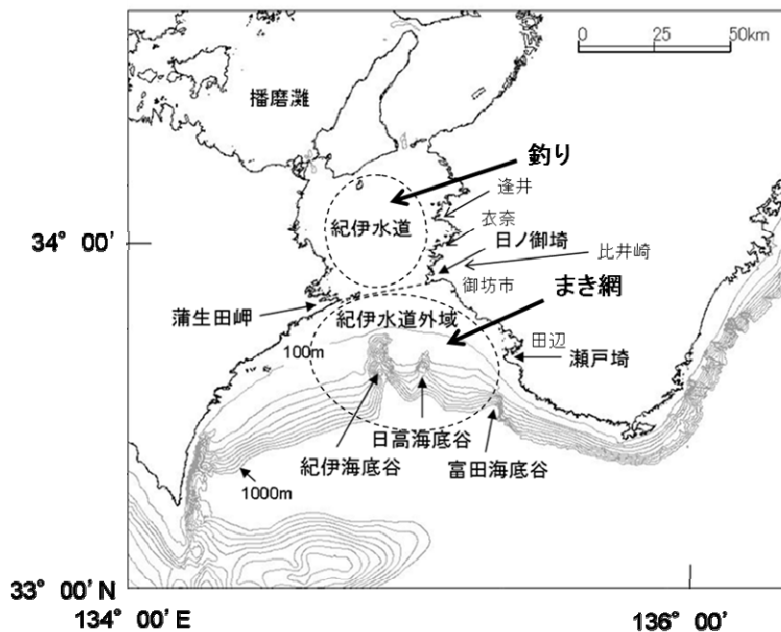 0 25 50km
播磨灘
釣り
逢井
紀伊水道
衣奈
34° 00'
日ノ御埼
比井崎
御坊市
まき網
蒲生田岬
紀伊水道外域
田辺
100m
瀬戸埼
日高海底谷
紀伊海底谷
富田海底谷
1000m
33° 00' N
134° 00' E
136° 00'